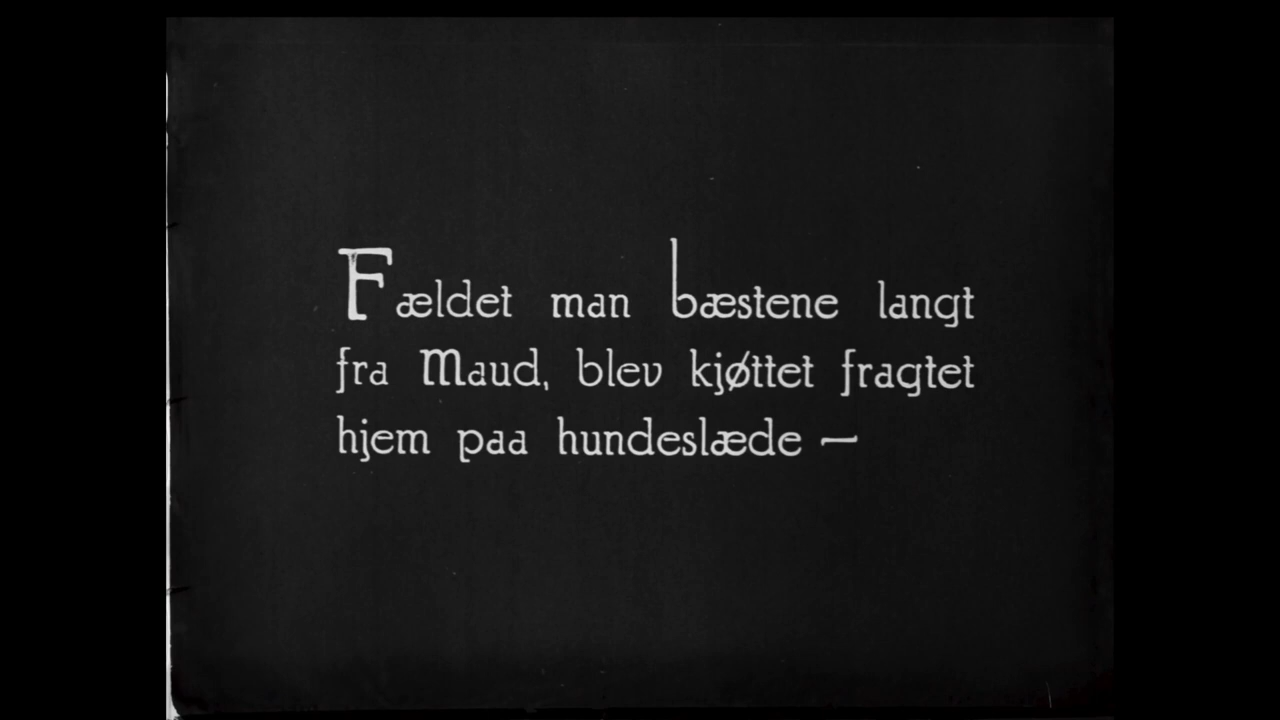 Fældet man bæstene langt
fra Maud, blev kjøttet fragtet
hjem paa hundeslæde —